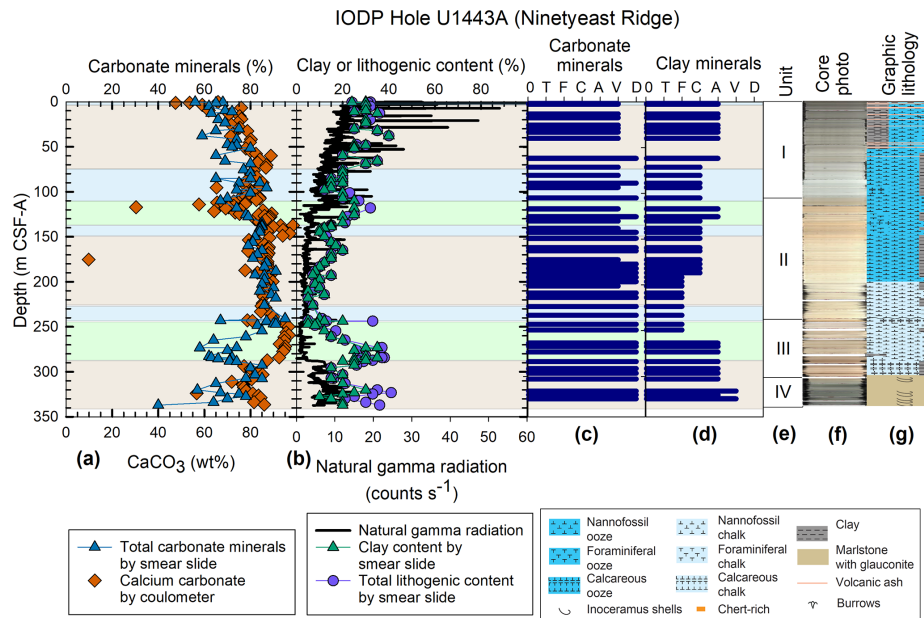 IODP Hole U1443A (Ninetyeast Ridge)
Carbonate minerals (%)
0 20 40 60 80 100
Clay or lithogenic content (%)
0 20 40 60 80 100
Carbonate minerals
0 T F C A V D
Clay minerals
0 T F C A V D
Unit
Core photo
Graphic lithology
Depth (m CSF-A)
0
50
100
150
200
250
300
350
I
II
III
IV
0 20 40 60 80
0 10 20 30 40 50 60
(a)
CaCO3 (wt%)
(b)
Natural gamma radiation
(counts s-1)
(c)
(d)
(e)
(f)
(g)
Total carbonate minerals
by smear slide
Calcium carbonate
by coulometer
Natural gamma radiation
Clay content by
smear slide
Total lithogenic content
by smear slide
Nannofossil
ooze
Foraminiferal
ooze
Calcareous
ooze
Inoceramus shells
Nannofossil
chalk
Foraminiferal
chalk
Calcareous
chalk
Chert-rich
Clay
Marlstone
with glauconite
Volcanic ash
Burrows